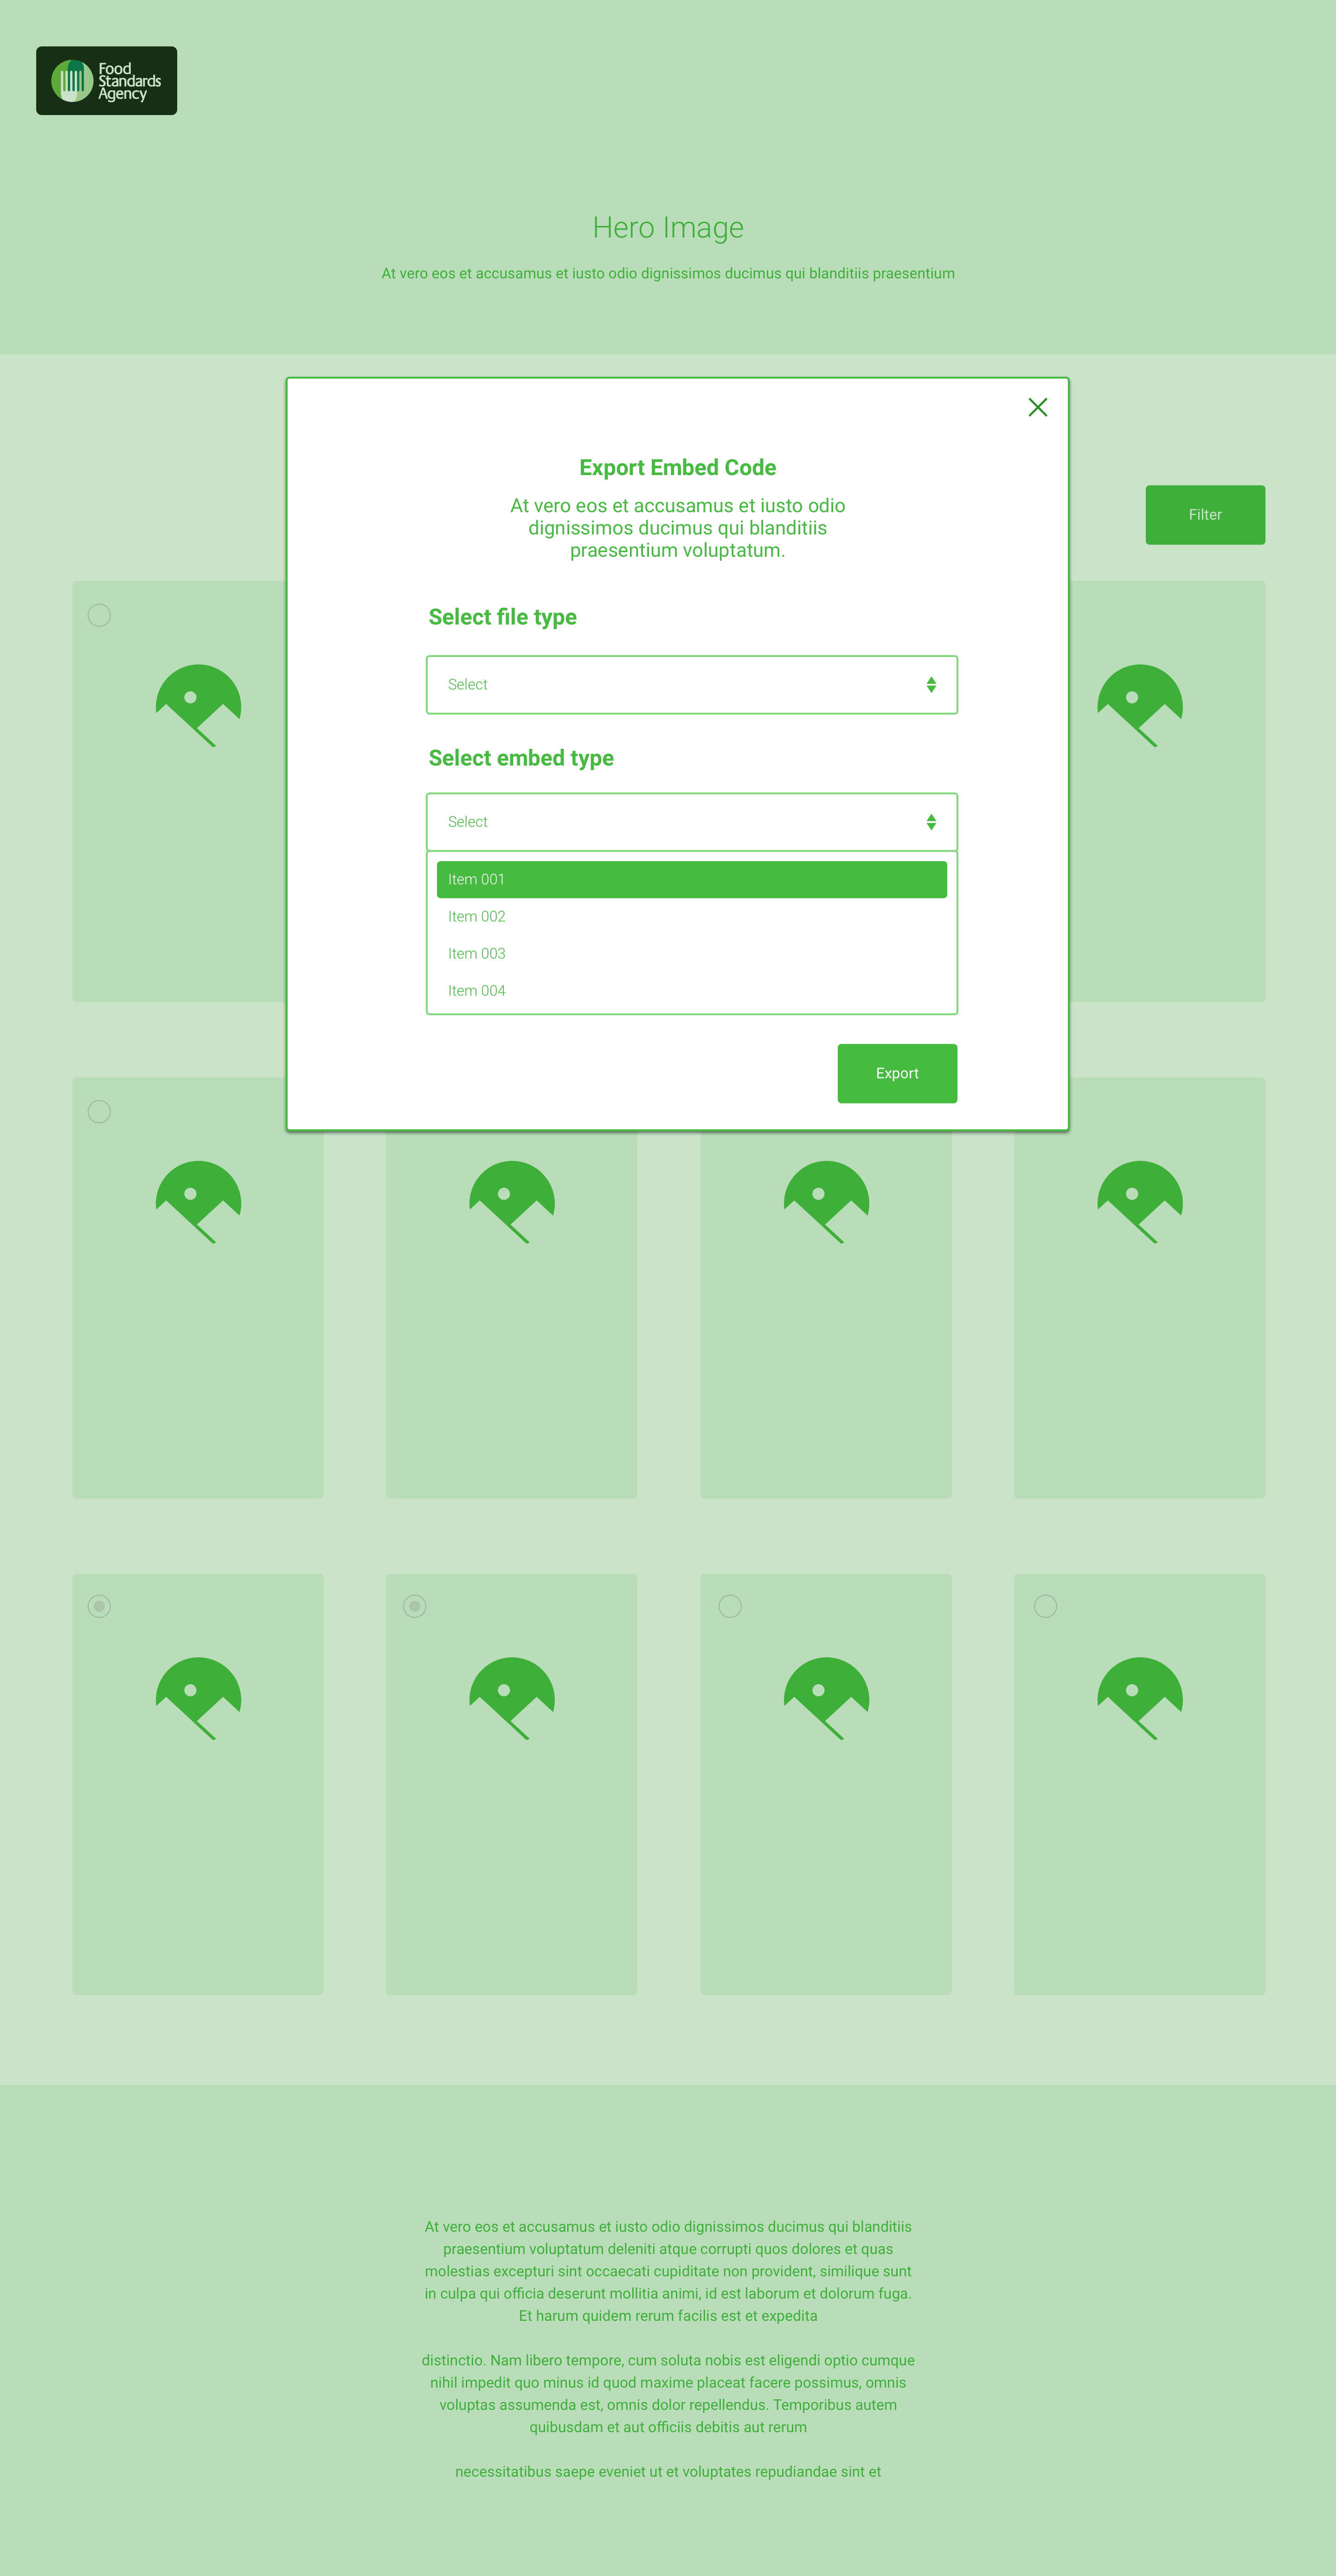 Food
Standards
Agency
Hero Image
At vero eos et accusamus et iusto odio dignissimos ducimus qui blanditiis praesentium
Export Embed Code
At vero eos et accusamus et iusto odio
dignissimos ducimus qui blanditiis
praesentium voluptatum.
Filter
Select file type
Select
Select embed type
Select
Item 001
Item 002
Item 003
Item 004
Export
At vero eos et accusamus et iusto odio dignissimos ducimus qui blanditiis
praesentium voluptatum deleniti atque corrupti quos dolores et quas
molestias excepturi sint occaecati cupiditate non provident, similique sunt
in culpa qui officia deserunt mollitia animi, id est laborum et dolorum fuga.
Et harum quidem rerum facilis est et expedita
distinctio. Nam libero tempore, cum soluta nobis est eligendi optio cumque
nihil impedit quo minus id quod maxime placeat facere possimus, omnis
voluptas assumenda est, omnis dolor repellendus. Temporibus autem
quibusdam et aut officiis debitis aut rerum
necessitatibus saepe eveniet ut et voluptates repudiandae sint et